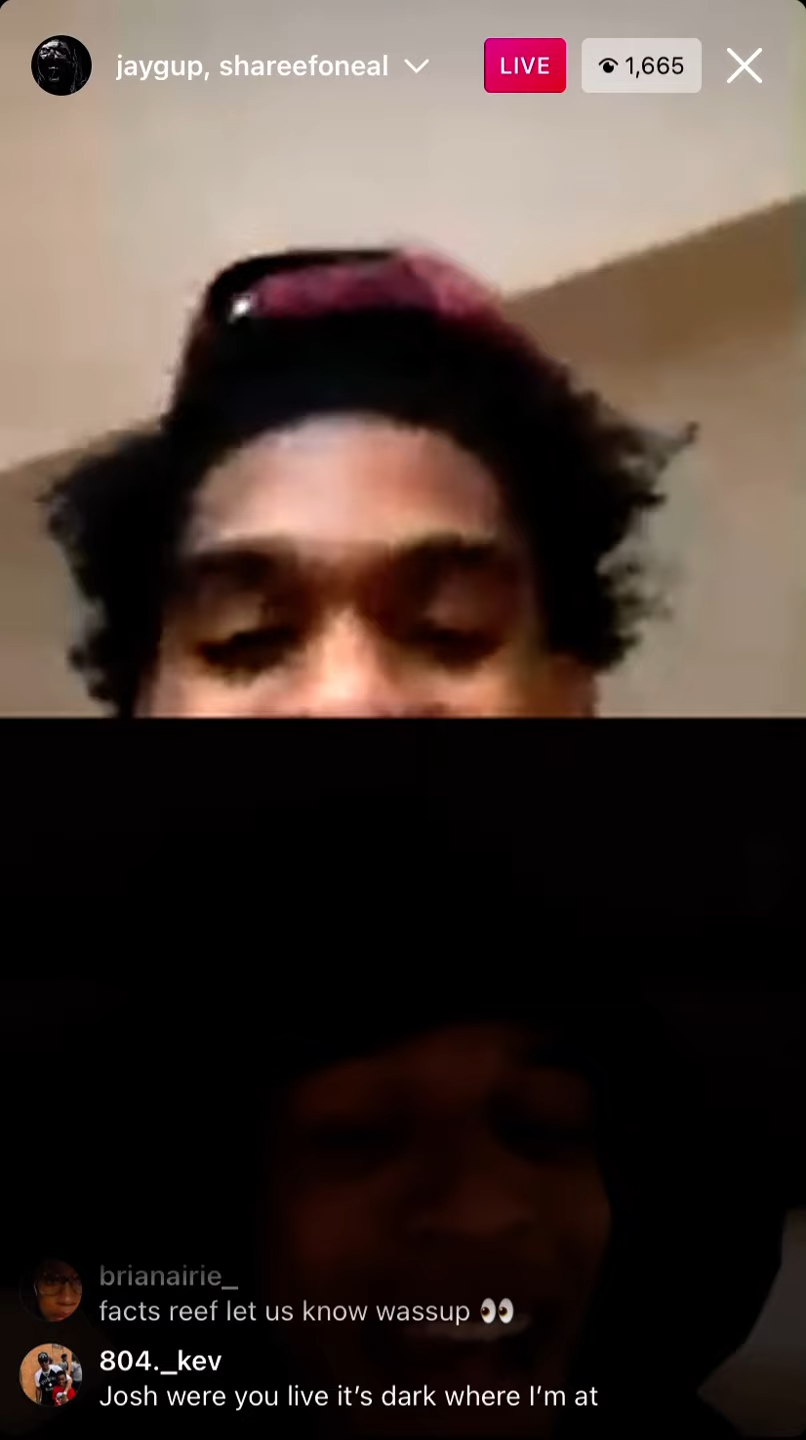 jaygup, shareefoneal
LIVE
1,665
brianairie_
facts reef let us know wassup 👀
804._kev
Josh were you live it’s dark where I’m at